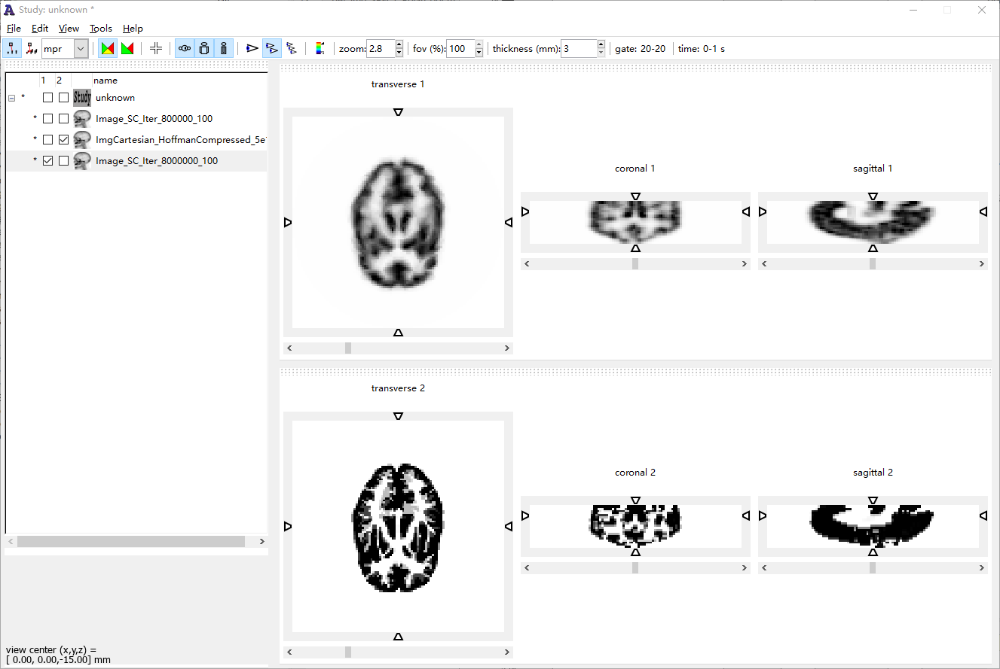 Study: unknown *
File Edit View Tools Help
mpr zoom: 2.8 fov (%): 100 thickness (mm): 3 gate: 20-20 time: 0-1 s
1 2 name
* Study unknown
* Image_SC_Iter_800000_100
* ImgCartesian_HoffmanCompressed_5e
* Image_SC_Iter_8000000_100
transverse 1
coronal 1
sagittal 1
transverse 2
coronal 2
sagittal 2
view center (x,y,z) =
[ 0.00, 0.00,-15.00] mm